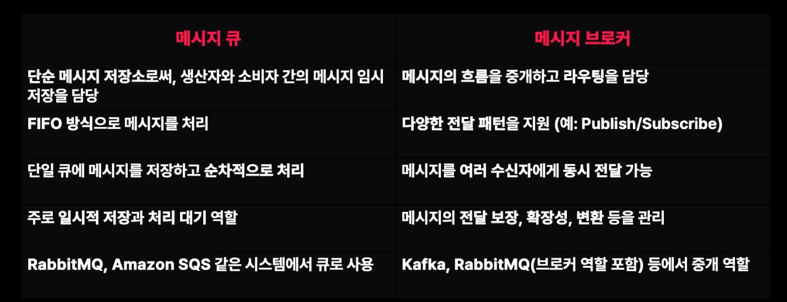 메시지 큐
메시지 브로커
단순 메시지 저장소로써, 생산자와 소비자 간의 메시지 임시
저장을 담당
메시지의 흐름을 중개하고 라우팅을 담당
FIFO 방식으로 메시지를 처리
다양한 전달 패턴을 지원 (예: Publish/Subscribe)
단일 큐에 메시지를 저장하고 순차적으로 처리
메시지를 여러 수신자에게 동시 전달 가능
주로 일시적 저장과 처리 대기 역할
메시지의 전달 보장, 확장성, 변환 등을 관리
RabbitMQ, Amazon SQS 같은 시스템에서 큐로 사용
Kafka, RabbitMQ(브로커 역할 포함) 등에서 중개 역할